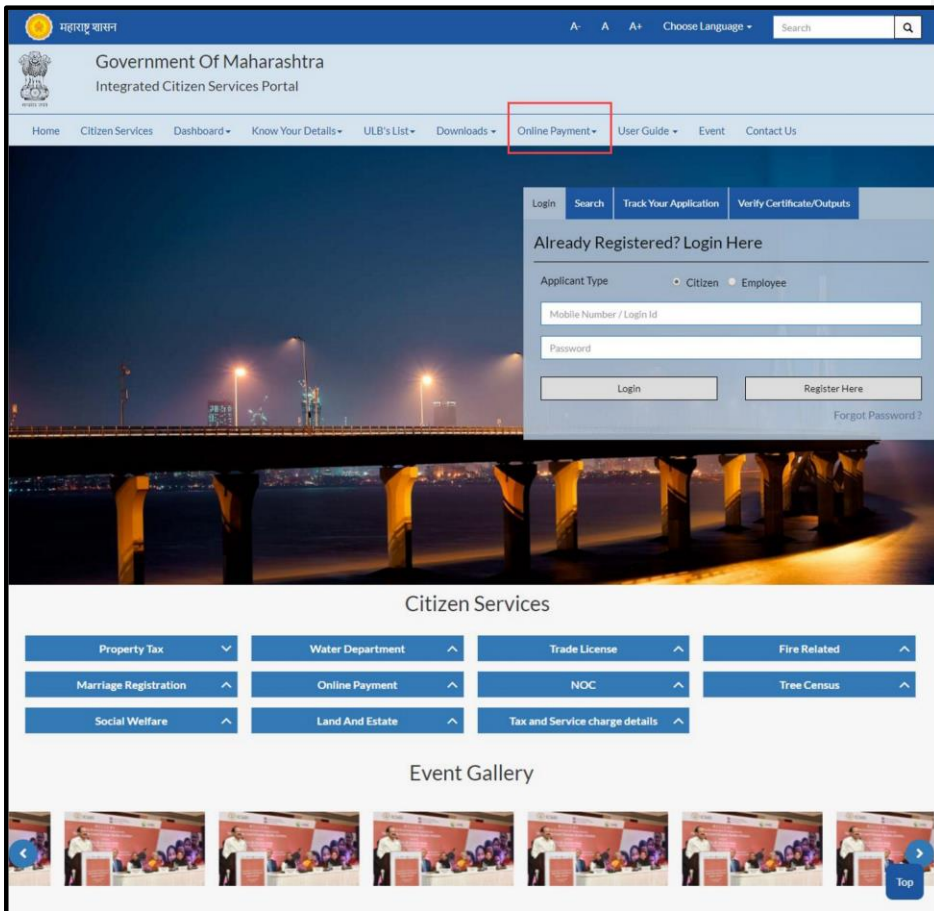 महाराष्ट्र शासन A- A A+ Choose Language Search
Government Of Maharashtra
Integrated Citizen Services Portal
Home Citizen Services Dashboard Know Your Details ULB's List Downloads Online Payment User Guide Event Contact Us
Login Search Track Your Application Verify Certificate/Outputs
Already Registered? Login Here
Applicant Type Citizen Employee
Mobile Number / Login Id
Password
Login Register Here
Forgot Password ?
Citizen Services
Property Tax Water Department Trade License Fire Related
Marriage Registration Online Payment NOC Tree Census
Social Welfare Land And Estate Tax and Service charge details
Event Gallery
Top